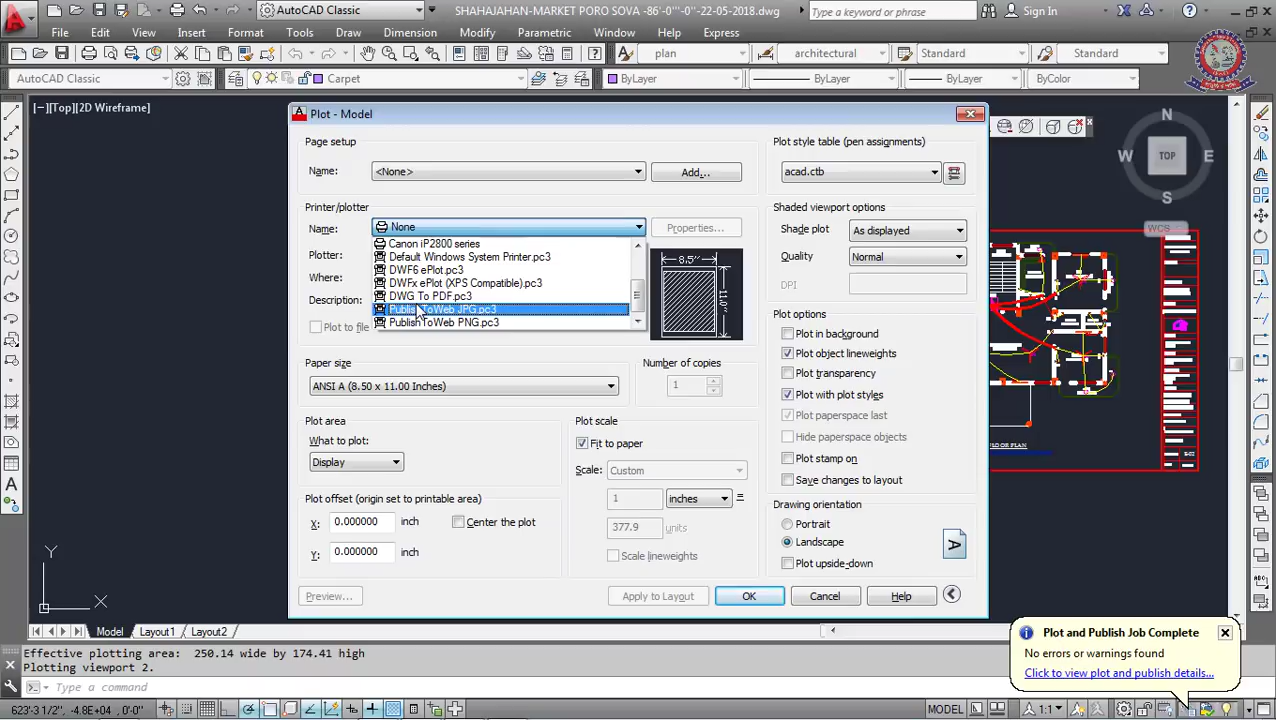 AutoCAD Classic
SHAHAJAHAN-MARKET PORO SOVA -86'-0'''-0''-22-05-2018.dwg
Type a keyword or phrase
Sign In
File Edit View Insert Format Tools Draw Dimension Modify Parametric Window Help Express
plan
architectural
Standard
Standard
AutoCAD Classic
Carpet
ByLayer
ByLayer
ByLayer
ByColor
[−][Top][2D Wireframe]
N
W TOP E
S
WCS
Plot - Model
Page setup
Name: <None>
Add...
Printer/plotter
Name: None
Properties...
Canon iP2800 series
Default Windows System Printer.pc3
DWF6 ePlot.pc3
DWFx ePlot (XPS Compatible).pc3
DWG To PDF.pc3
PublishToWeb JPG.pc3
PublishToWeb PNG.pc3
Plotter:
Where:
Description:
Plot to file
8.5''
11.0''
Paper size
ANSI A (8.50 x 11.00 Inches)
Number of copies
1
Plot area
What to plot:
Display
Plot scale
Fit to paper
Scale: Custom
1 inches =
377.9 units
Scale lineweights
Plot offset (origin set to printable area)
X: 0.000000 inch
Center the plot
Y: 0.000000 inch
Preview...
Apply to Layout
OK
Cancel
Help
Plot style table (pen assignments)
acad.ctb
Shaded viewport options
Shade plot As displayed
Quality Normal
DPI
Plot options
Plot in background
Plot object lineweights
Plot transparency
Plot with plot styles
Plot paperspace last
Hide paperspace objects
Plot stamp on
Save changes to layout
Drawing orientation
Portrait
Landscape
Plot upside-down
A
Y
X
Model Layout1 Layout2
Effective plotting area: 250.14 wide by 174.41 high
Plotting viewport 2.
Type a command
Plot and Publish Job Complete
No errors or warnings found
Click to view plot and publish details...
623'-3 1/2", -4.8E+04 , 0'-0"
MODEL
1:1